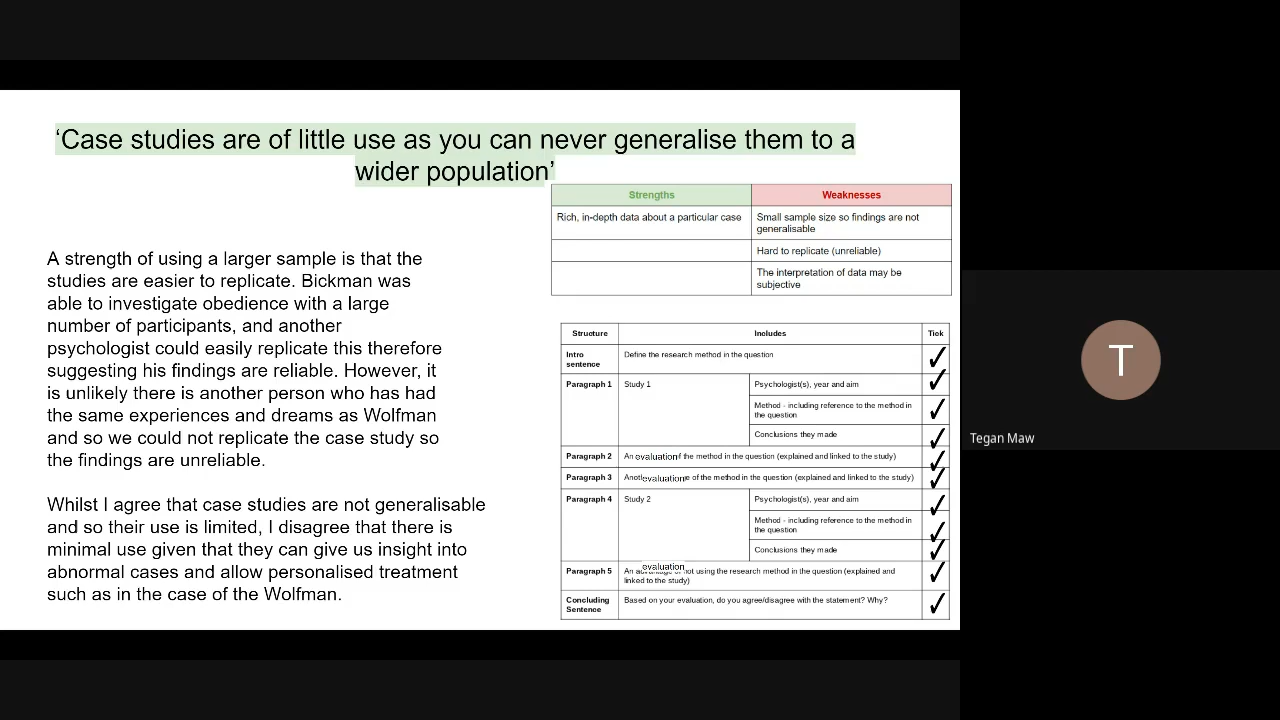 ‘Case studies are of little use as you can never generalise them to a
wider population’
Strengths Weaknesses
Rich, in-depth data about a particular case Small sample size so findings are not
generalisable
Hard to replicate (unreliable)
The interpretation of data may be
subjective
A strength of using a larger sample is that the
studies are easier to replicate. Bickman was
able to investigate obedience with a large
number of participants, and another
psychologist could easily replicate this therefore
suggesting his findings are reliable. However, it
is unlikely there is another person who has had
the same experiences and dreams as Wolfman
and so we could not replicate the case study so
the findings are unreliable.
Whilst I agree that case studies are not generalisable
and so their use is limited, I disagree that there is
minimal use given that they can give us insight into
abnormal cases and allow personalised treatment
such as in the case of the Wolfman.
Structure Includes Tick
Intro
sentence
Define the research method in the question
Paragraph 1 Study 1 Psychologist(s), year and aim
Method - including reference to the method in
the question
Conclusions they made
Paragraph 2 An evaluation of the method in the question (explained and linked to the study)
Paragraph 3 evaluation of the method in the question (explained and linked to the study)
Paragraph 4 Study 2 Psychologist(s), year and aim
Method - including reference to the method in
the question
Conclusions they made
evaluation
Paragraph 5 An not using the research method in the question (explained and
linked to the study)
Concluding
Sentence
Based on your evaluation, do you agree/disagree with the statement? Why?
T
Tegan Maw